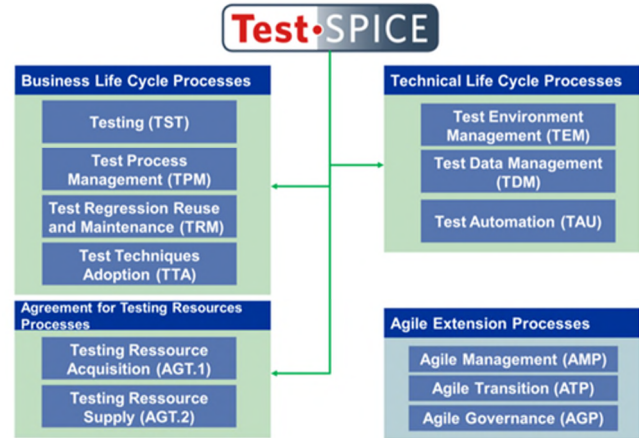 Test•SPICE
Business Life Cycle Processes
Testing (TST)
Test Process
Management (TPM)
Test Regression Reuse
and Maintenance (TRM)
Test Techniques
Adoption (TTA)
Agreement for Testing Resources
Processes
Testing Ressource
Acquisition (AGT.1)
Testing Ressource
Supply (AGT.2)
Technical Life Cycle Processes
Test Environment
Management (TEM)
Test Data Management
(TDM)
Test Automation (TAU)
Agile Extension Processes
Agile Management (AMP)
Agile Transition (ATP)
Agile Governance (AGP)